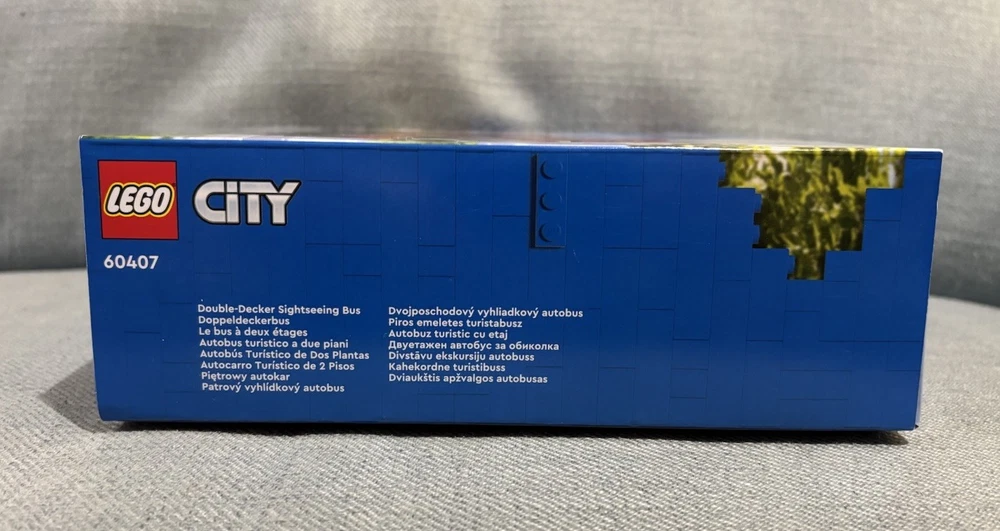 LEGO
CITY
60407
Double-Decker Sightseeing Bus
Doppeldeckerbus
Le bus à deux étages
Autobus turistico a due piani
Autobús Turístico de Dos Plantas
Autocarro Turístico de 2 Pisos
Piętrowy autokar
Patrový vyhlídkový autobus
Dvojposchodový vyhliadkový autobus
Piros emeletes turistabusz
Autobuz turistic cu etaj
Двуетажен автобус за обиколка
Divstāvu ekskursiju autobuss
Kahekordne turistibuss
Dviaukštis apžvalgos autobusas